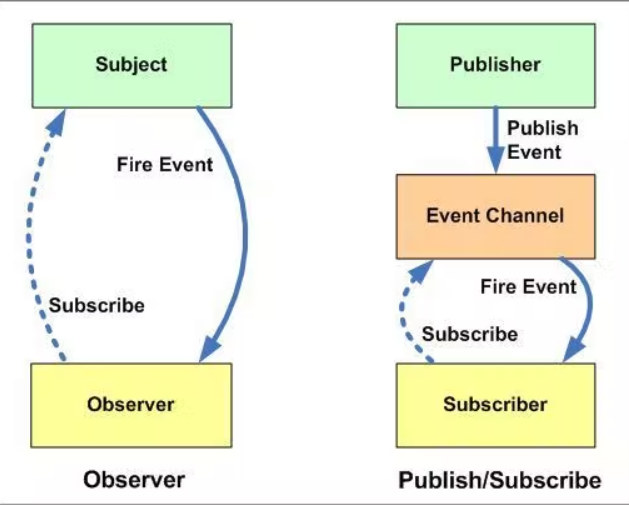 Subject
Fire Event
Subscribe
Observer
Observer
Publisher
Publish
Event
Event Channel
Fire Event
Subscribe
Subscriber
Publish/Subscribe